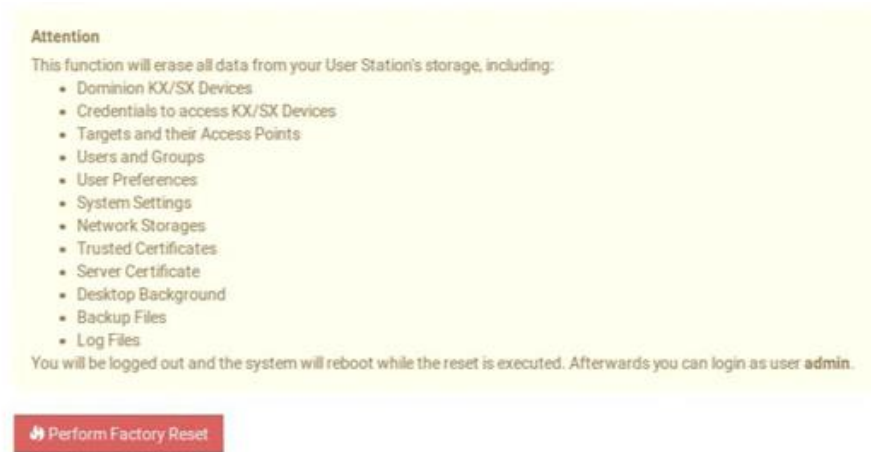 Attention
This function will erase all data from your User Station's storage, including:
• Dominion KX/SX Devices
• Credentials to access KX/SX Devices
• Targets and their Access Points
• Users and Groups
• User Preferences
• System Settings
• Network Storages
• Trusted Certificates
• Server Certificate
• Desktop Background
• Backup Files
• Log Files
You will be logged out and the system will reboot while the reset is executed. Afterwards you can login as user admin.
Perform Factory Reset